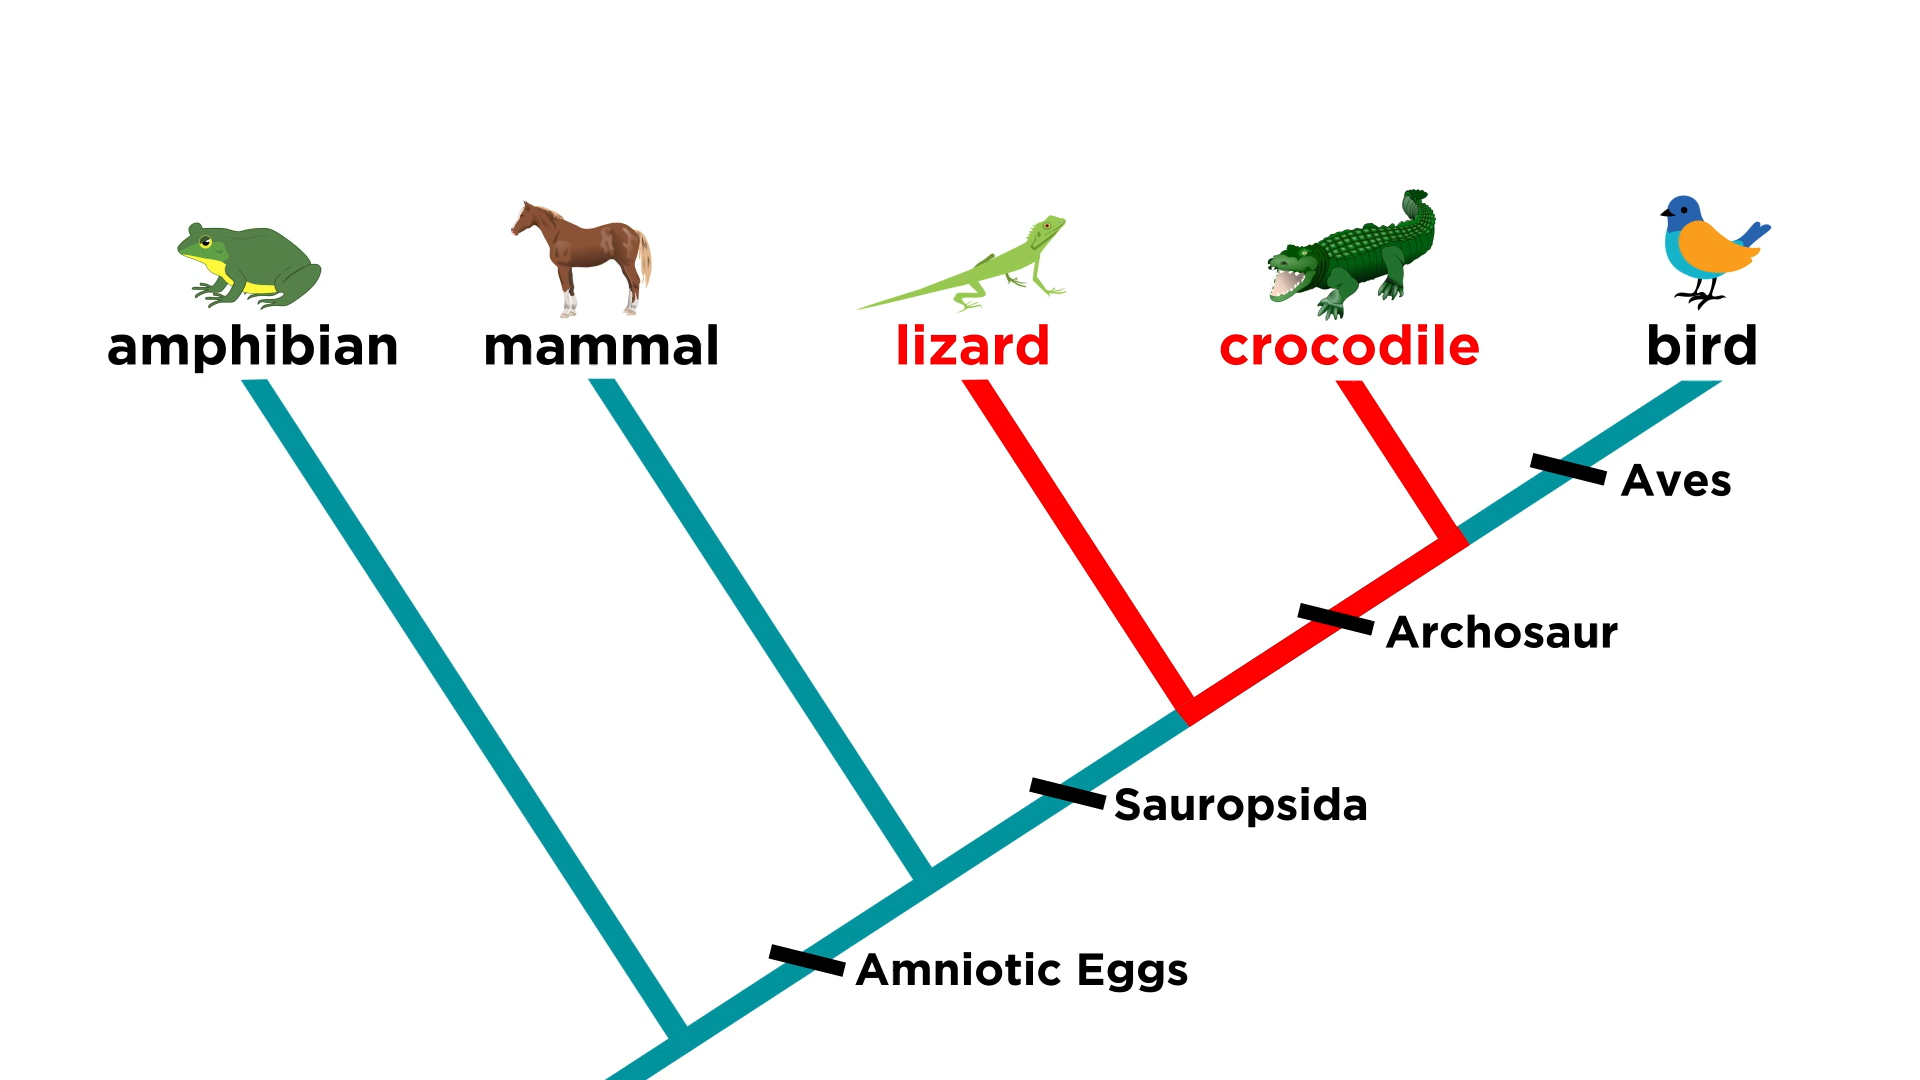 amphibian
mammal
lizard
crocodile
bird
Aves
Archosaur
Sauropsida
Amniotic Eggs